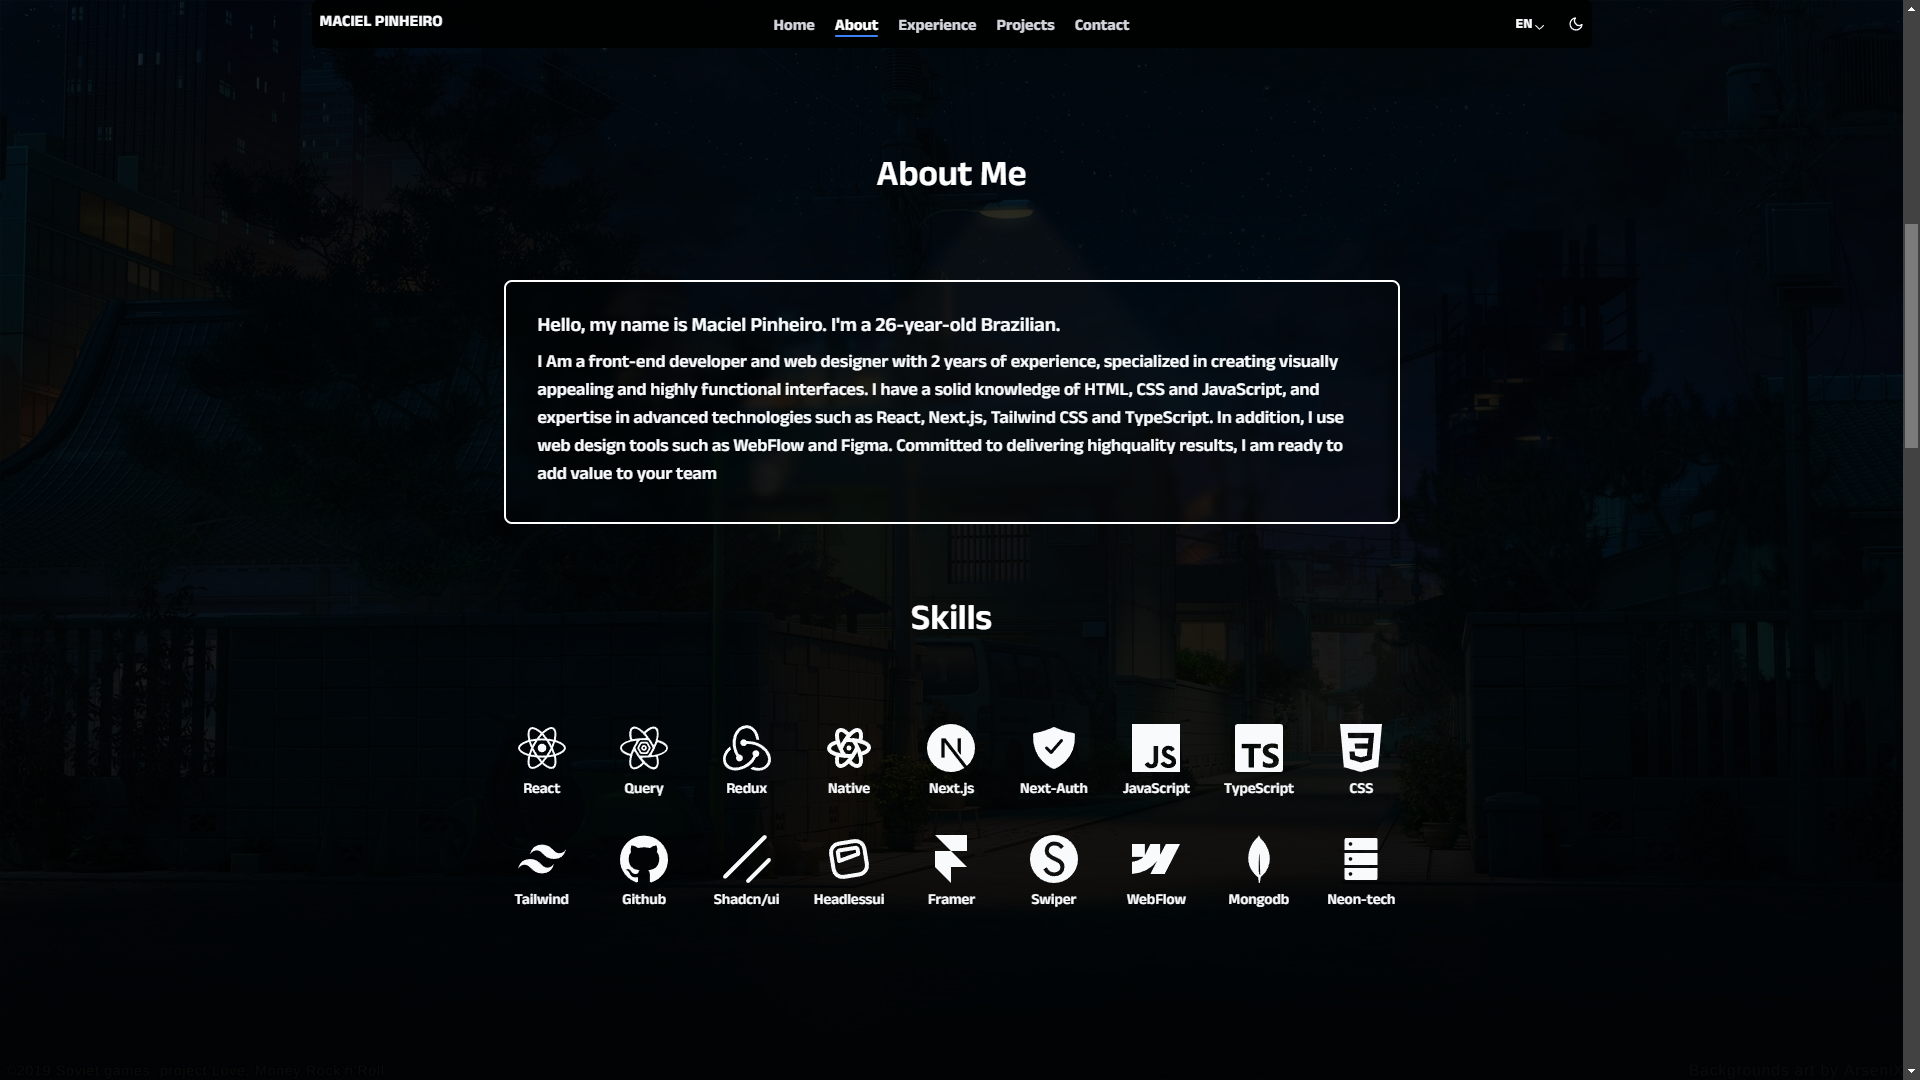 MACIEL PINHEIRO
Home About Experience Projects Contact
EN
About Me
Hello, my name is Maciel Pinheiro. I'm a 26-year-old Brazilian.
I Am a front-end developer and web designer with 2 years of experience, specialized in creating visually
appealing and highly functional interfaces. I have a solid knowledge of HTML, CSS and JavaScript, and
expertise in advanced technologies such as React, Next.js, Tailwind CSS and TypeScript. In addition, I use
web design tools such as WebFlow and Figma. Committed to delivering highquality results, I am ready to
add value to your team
Skills
JS TS
React Query Redux Native Next.js Next-Auth JavaScript TypeScript CSS
Tailwind Github Shadcn/ui Headlessui Framer Swiper WebFlow Mongodb Neon-tech
©2019 Soviet games, project Love, Money, Rock'n'Roll
Backgrounds art by